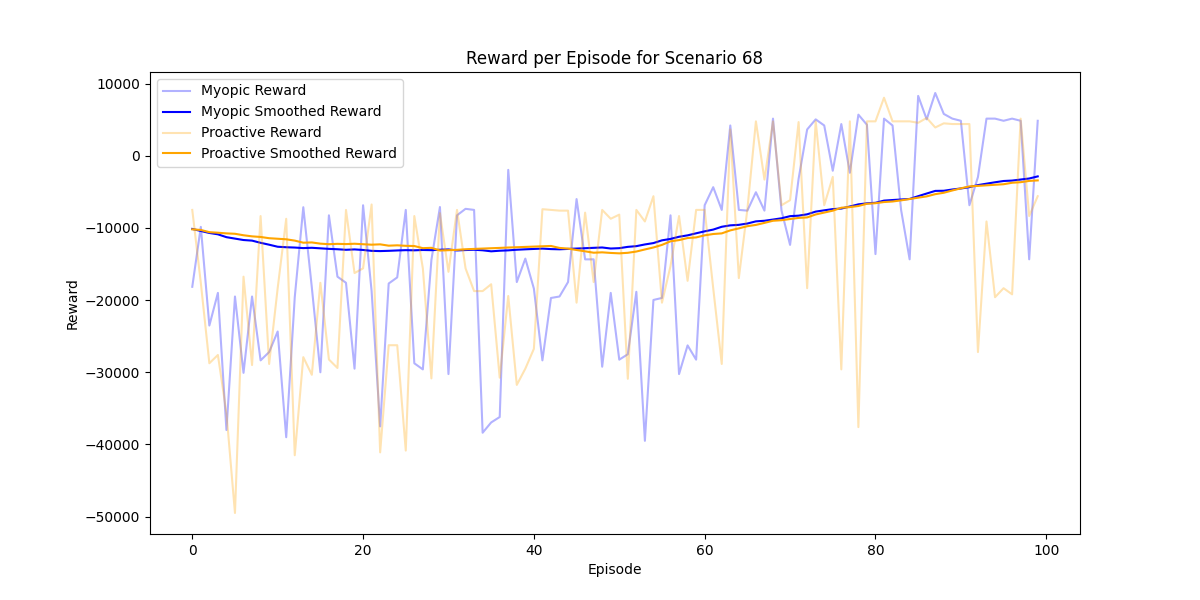 Reward per Episode for Scenario 68
Myopic Reward
Myopic Smoothed Reward
Proactive Reward
Proactive Smoothed Reward
10000
0
−10000
−20000
−30000
−40000
−50000
Reward
0 20 40 60 80 100
Episode